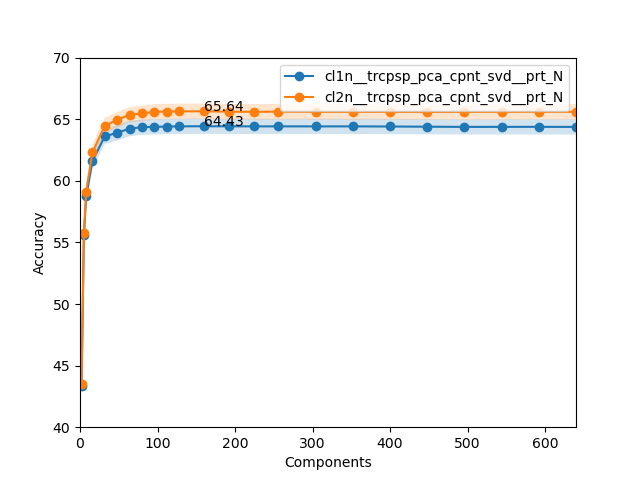 70
65
60
55
50
45
40
Accuracy
cl1n__trcpsp_pca_cpnt_svd__prt_N
cl2n__trcpsp_pca_cpnt_svd__prt_N
65.64
64.43
0 100 200 300 400 500 600
Components